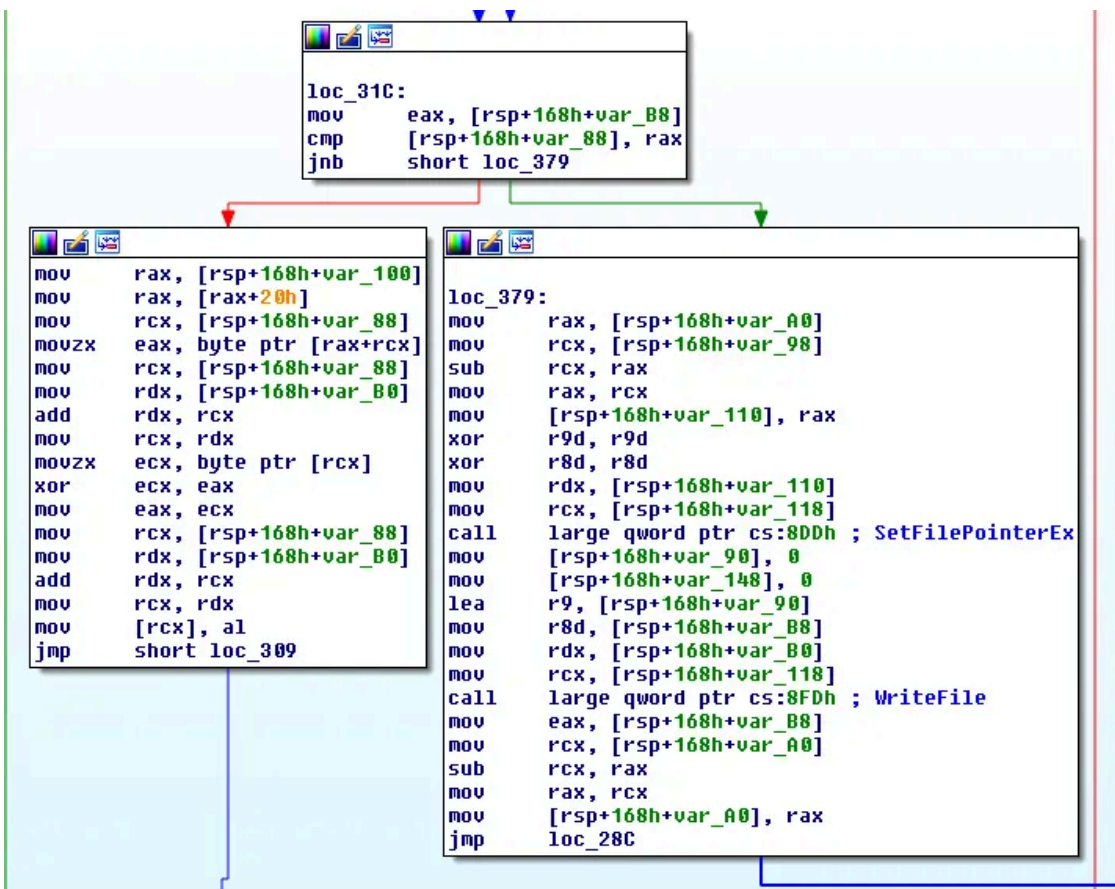 loc_31C:
mov eax, [rsp+168h+var_B8]
cmp [rsp+168h+var_88], rax
jnb short loc_379
mov rax, [rsp+168h+var_100]
mov rax, [rax+20h]
mov rcx, [rsp+168h+var_88]
movzx eax, byte ptr [rax+rcx]
mov rcx, [rsp+168h+var_88]
mov rdx, [rsp+168h+var_B0]
add rdx, rcx
mov rcx, rdx
movzx ecx, byte ptr [rcx]
xor ecx, eax
mov eax, ecx
mov rcx, [rsp+168h+var_88]
mov rdx, [rsp+168h+var_B0]
add rdx, rcx
mov rcx, rdx
mov [rcx], al
jmp short loc_309
loc_379:
mov rax, [rsp+168h+var_A0]
mov rcx, [rsp+168h+var_98]
sub rcx, rax
mov rax, rcx
mov [rsp+168h+var_110], rax
xor r9d, r9d
xor r8d, r8d
mov rdx, [rsp+168h+var_110]
mov rcx, [rsp+168h+var_118]
call large qword ptr cs:8DDh ; SetFilePointerEx
mov [rsp+168h+var_90], 0
mov [rsp+168h+var_148], 0
lea r9, [rsp+168h+var_90]
mov r8d, [rsp+168h+var_B8]
mov rdx, [rsp+168h+var_B0]
mov rcx, [rsp+168h+var_118]
call large qword ptr cs:8FDh ; WriteFile
mov eax, [rsp+168h+var_B8]
mov rcx, [rsp+168h+var_A0]
sub rcx, rax
mov rax, rcx
mov [rsp+168h+var_A0], rax
jmp loc_28C